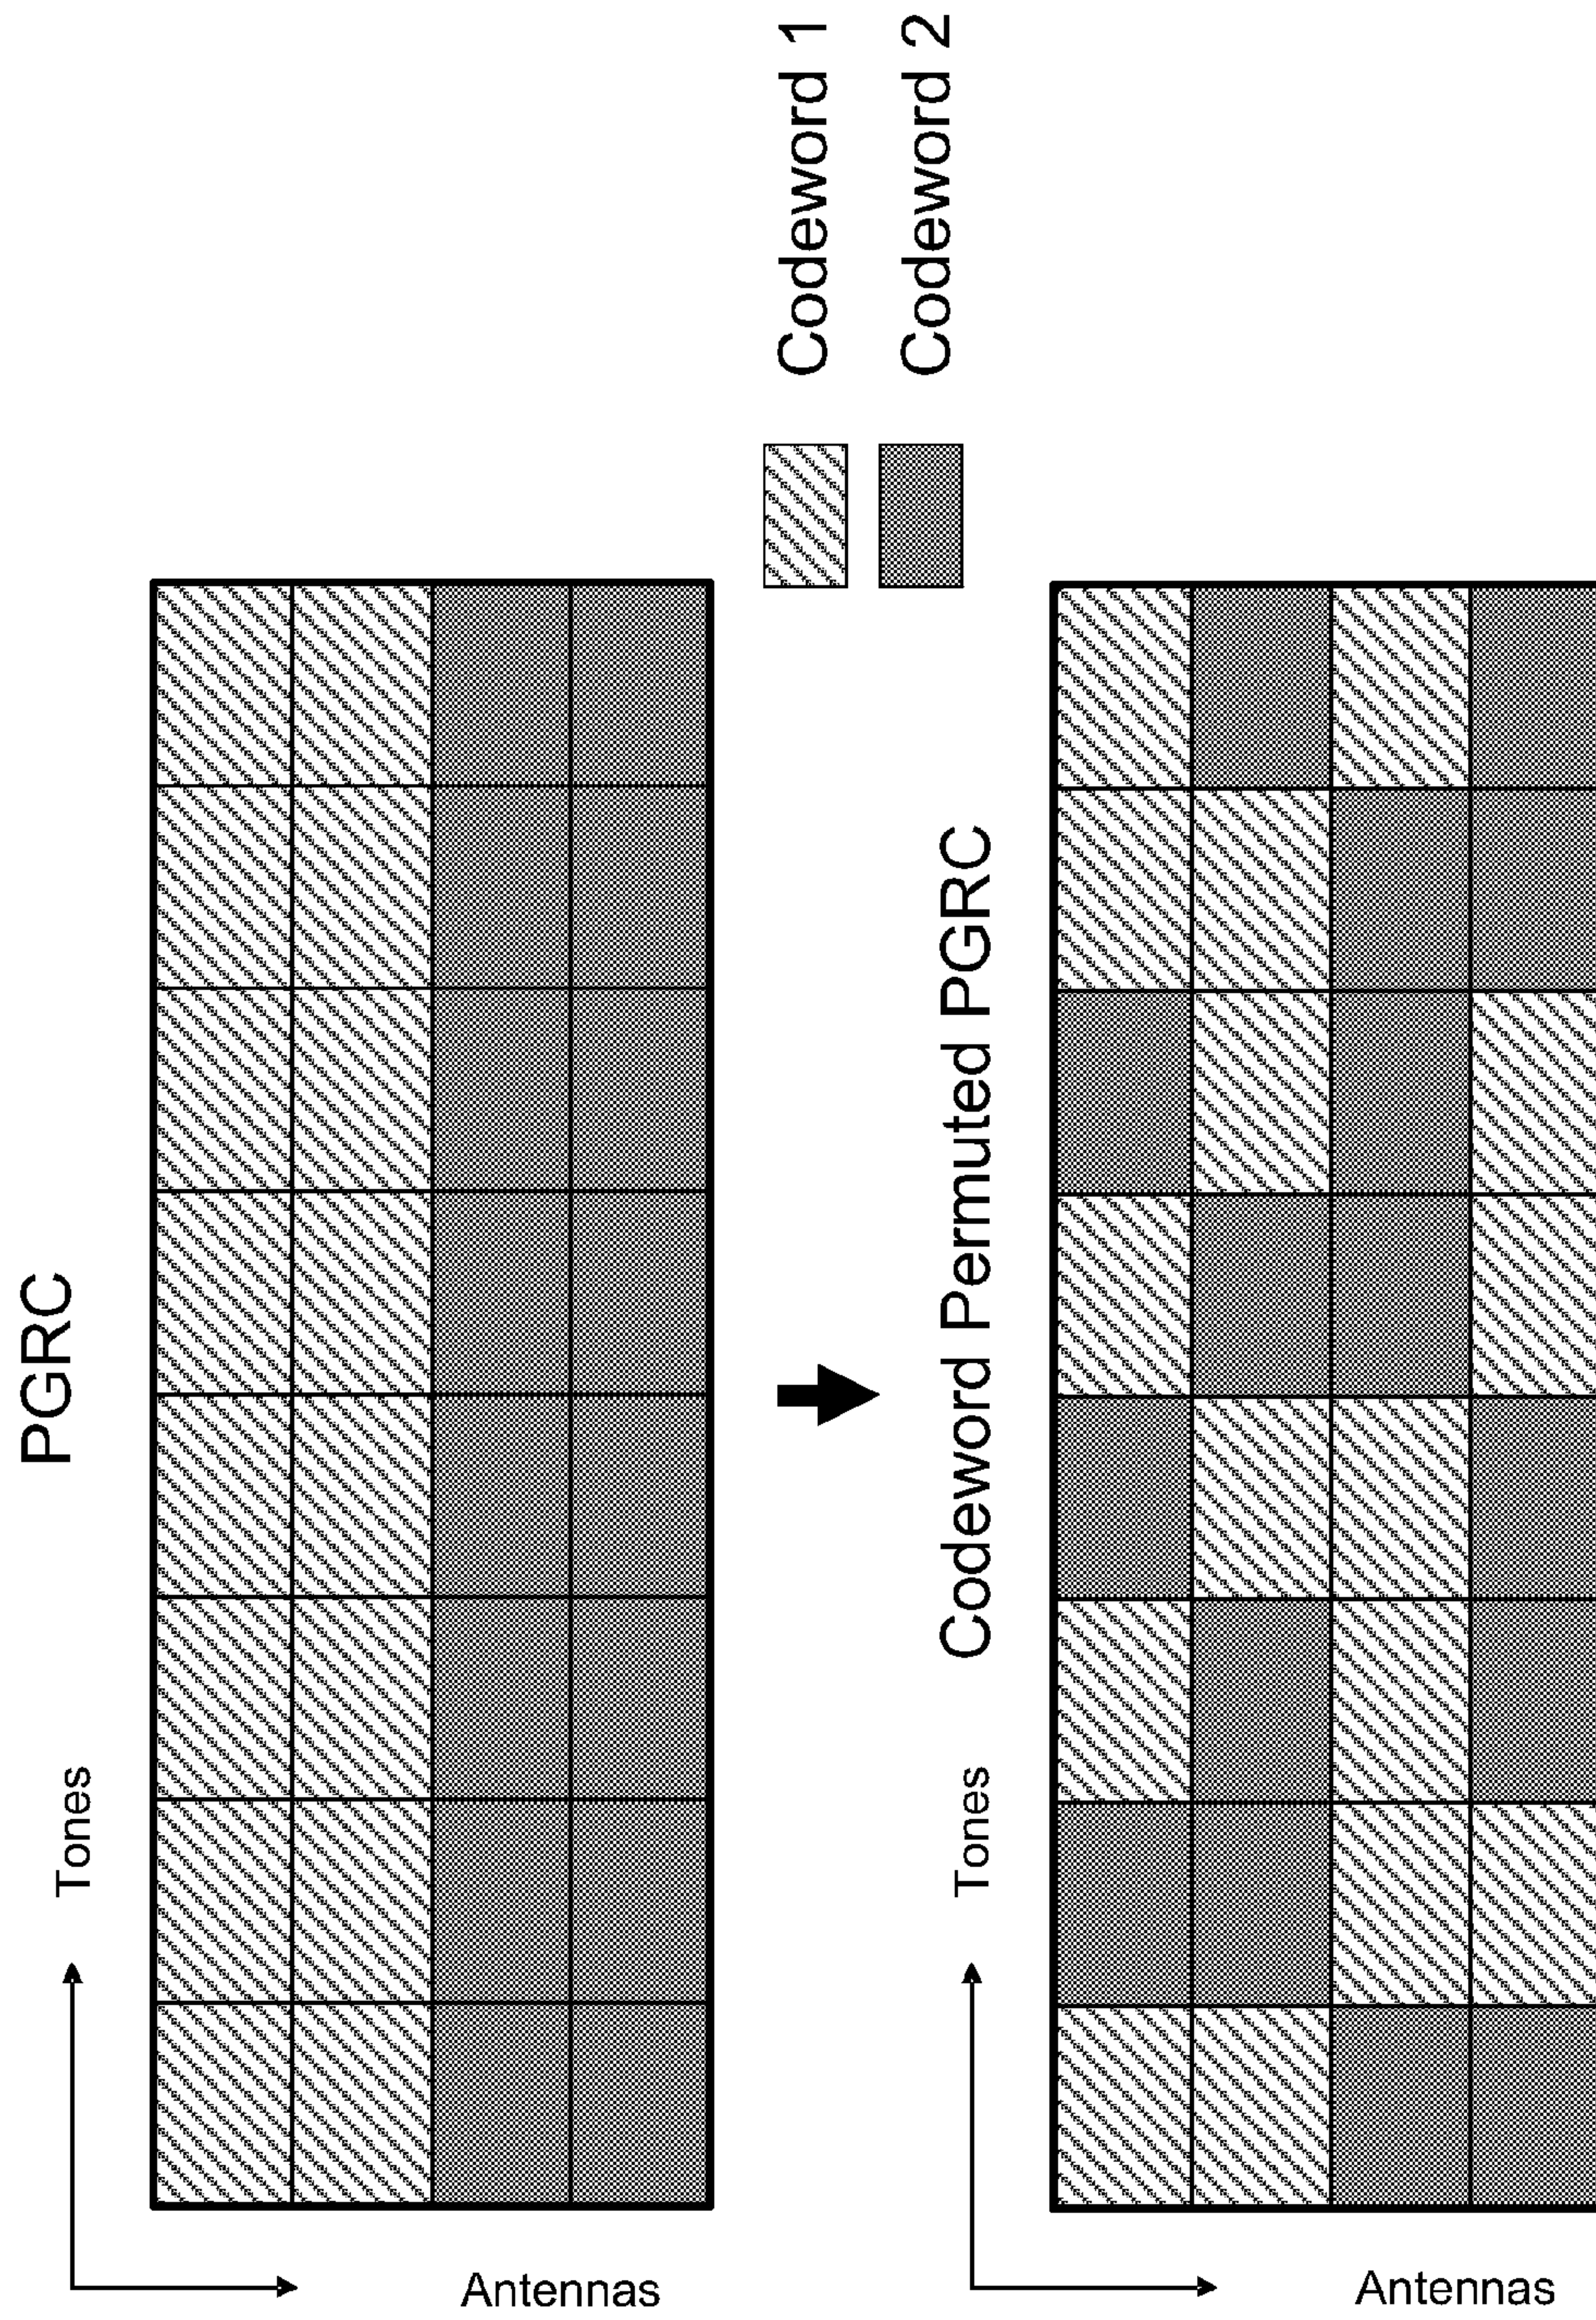 PGRC
Tones
Antennas
Codeword 1
Codeword 2
Codeword Permuted PGRC
Tones
Antennas